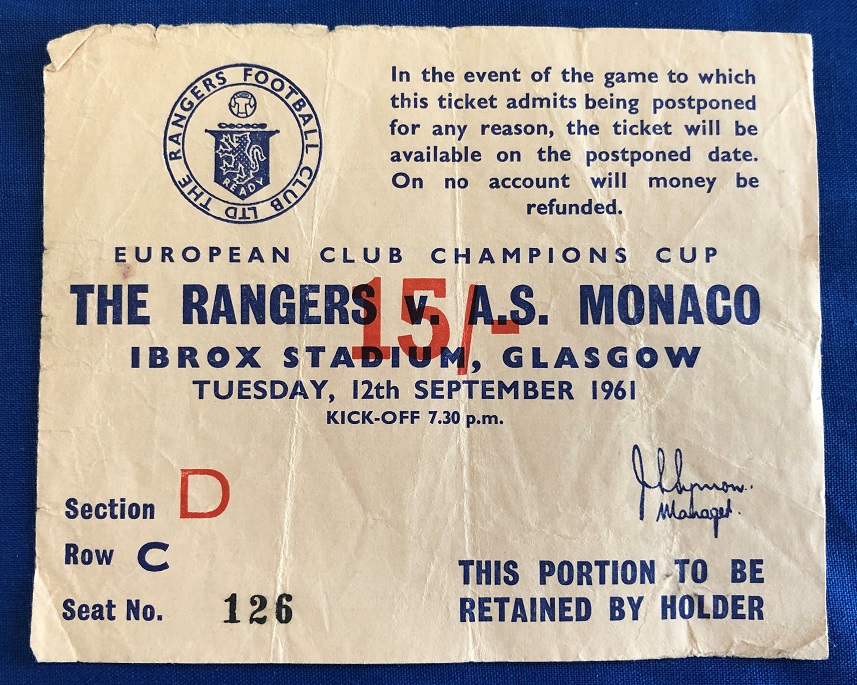 THE RANGERS FOOTBALL CLUB LTD
READY
In the event of the game to which
this ticket admits being postponed
for any reason, the ticket will be
available on the postponed date.
On no account will money be
refunded.
EUROPEAN CLUB CHAMPIONS CUP
THE RANGERS v. A.S. MONACO
15/-
IBROX STADIUM, GLASGOW
TUESDAY, 12th SEPTEMBER 1961
KICK-OFF 7.30 p.m.
Section D
Row C
Seat No. 126
Manager.
THIS PORTION TO BE
RETAINED BY HOLDER